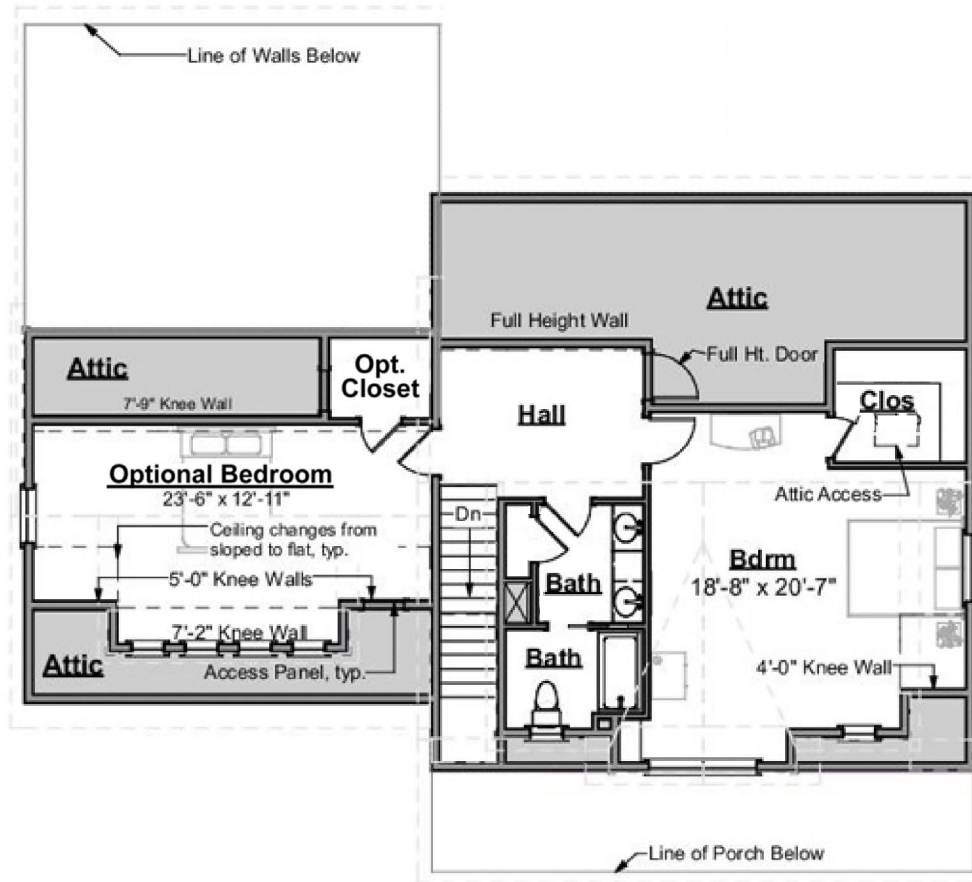 Line of Walls Below
Attic
Full Height Wall
Full Ht. Door
Opt.
Closet
Attic
7'-9" Knee Wall
Hall
Clos
Optional Bedroom
23'-6" x 12'-11"
Attic Access
Dn
Ceiling changes from
sloped to flat, typ.
Bdrm
18'-8" x 20'-7"
5'-0" Knee Walls
Bath
7'-2" Knee Wall
Attic
Access Panel, typ.
Bath
4'-0" Knee Wall
Line of Porch Below